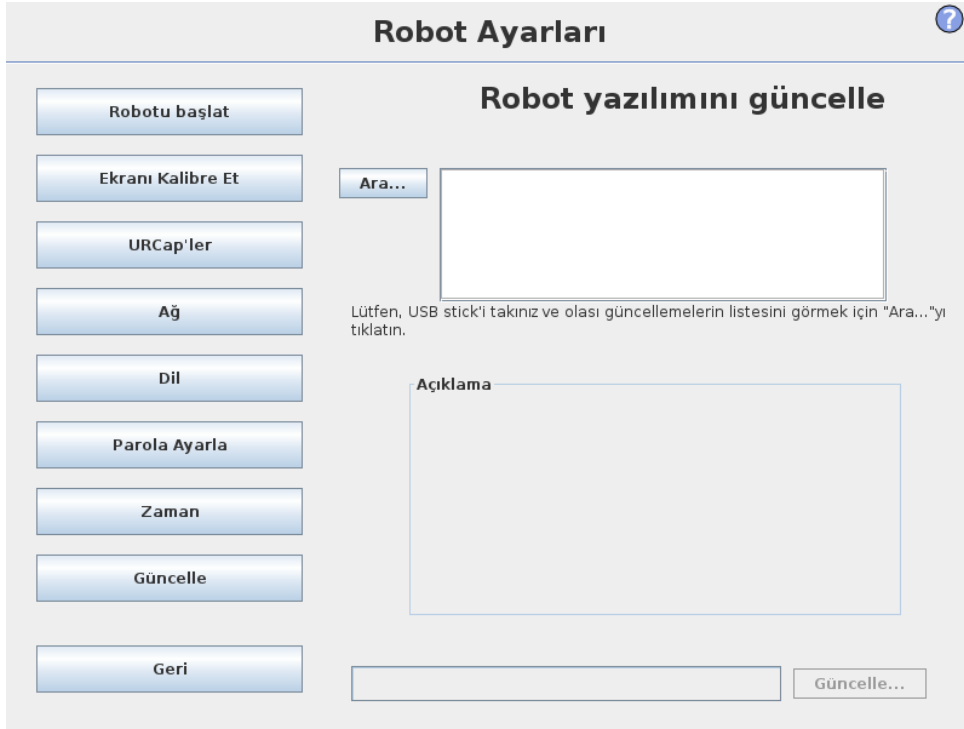 Robot Ayarları
?
Robotu başlat
Ekranı Kalibre Et
URCap'ler
Ağ
Dil
Parola Ayarla
Zaman
Güncelle
Geri
Robot yazılımını güncelle
Ara...
Lütfen, USB stick'i takınız ve olası güncellemelerin listesini görmek için "Ara..."yı
tıklatın.
Açıklama
Güncelle...